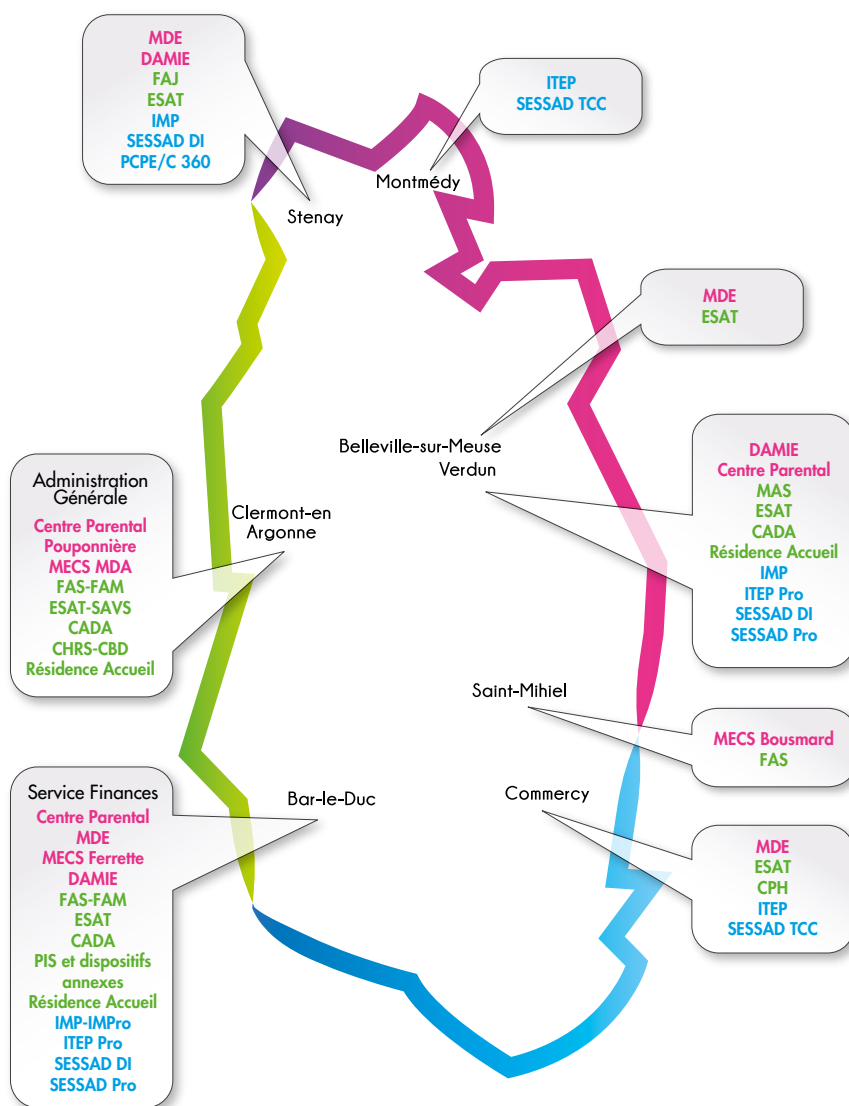 MDE
DAMIE
FAJ
ESAT
IMP
SESSAD DI
PCPE/C 360
Stenay
ITEP
SESSAD TCC
Montmédy
MDE
ESAT
Belleville-sur-Meuse
Verdun
DAMIE
Centre Parental
MAS
ESAT
CADA
Résidence Accueil
IMP
ITEP Pro
SESSAD DI
SESSAD Pro
Administration
Générale
Centre Parental
Pouponnière
MECS MDA
FAS-FAM
ESAT-SAVS
CADA
CHRS-CBD
Résidence Accueil
Clermont-en
Argonne
Saint-Mihiel
MECS Bousmard
FAS
Service Finances
Centre Parental
MDE
MECS Ferrette
DAMIE
FAS-FAM
ESAT
CADA
PIS et dispositifs
annexes
Résidence Accueil
IMP-IMPro
ITEP Pro
SESSAD DI
SESSAD Pro
Bar-le-Duc
Commercy
MDE
ESAT
CPH
ITEP
SESSAD TCC